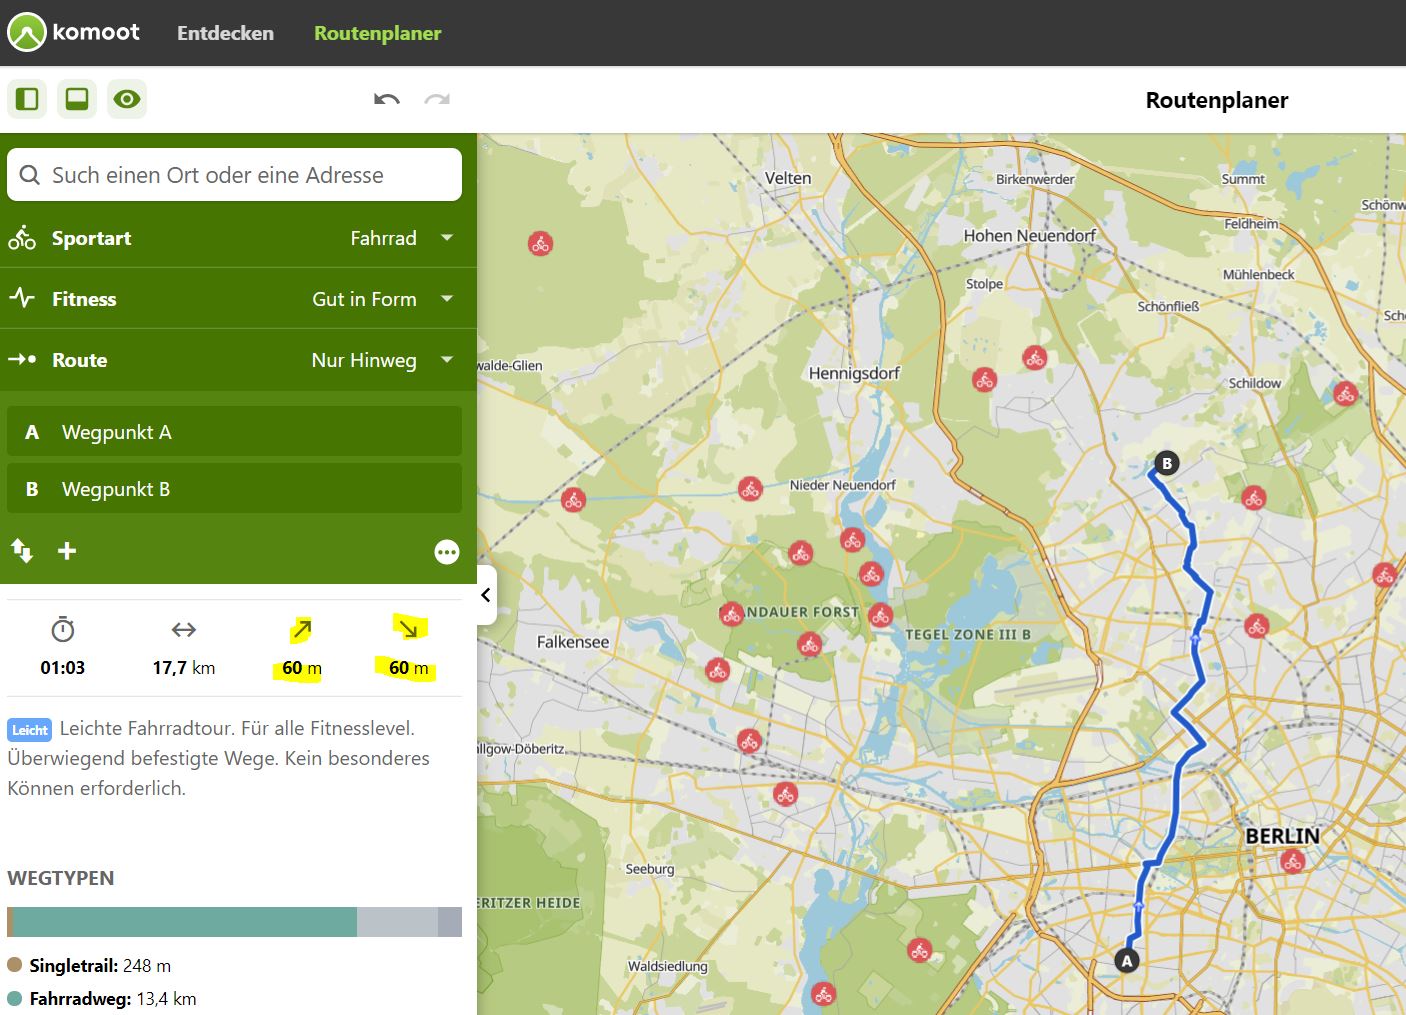 komoot
Entdecken
Routenplaner
Routenplaner
Such einen Ort oder eine Adresse
Sportart
Fahrrad
Fitness
Gut in Form
Route
Nur Hinweg
A Wegpunkt A
B Wegpunkt B
01:03
17,7 km
60 m
60 m
Leicht Leichte Fahrradtour. Für alle Fitnesslevel.
Überwiegend befestigte Wege. Kein besonderes
Können erforderlich.
WEGTYPEN
Singletrail: 248 m
Fahrradweg: 13,4 km
Velten
Birkenwerder
Summt
Schönw
Feldheim
Hohen Neuendorf
Mühlenbeck
Stolpe
Schönfließ
Sch
walde-Glien
Hennigsdorf
Schildow
B
Nieder Neuendorf
ANDAUER FORST
TEGEL ZONE III B
Falkensee
allgow-Döberitz
BERLIN
Seeburg
ERITZER HEIDE
A
Waldsiedlung